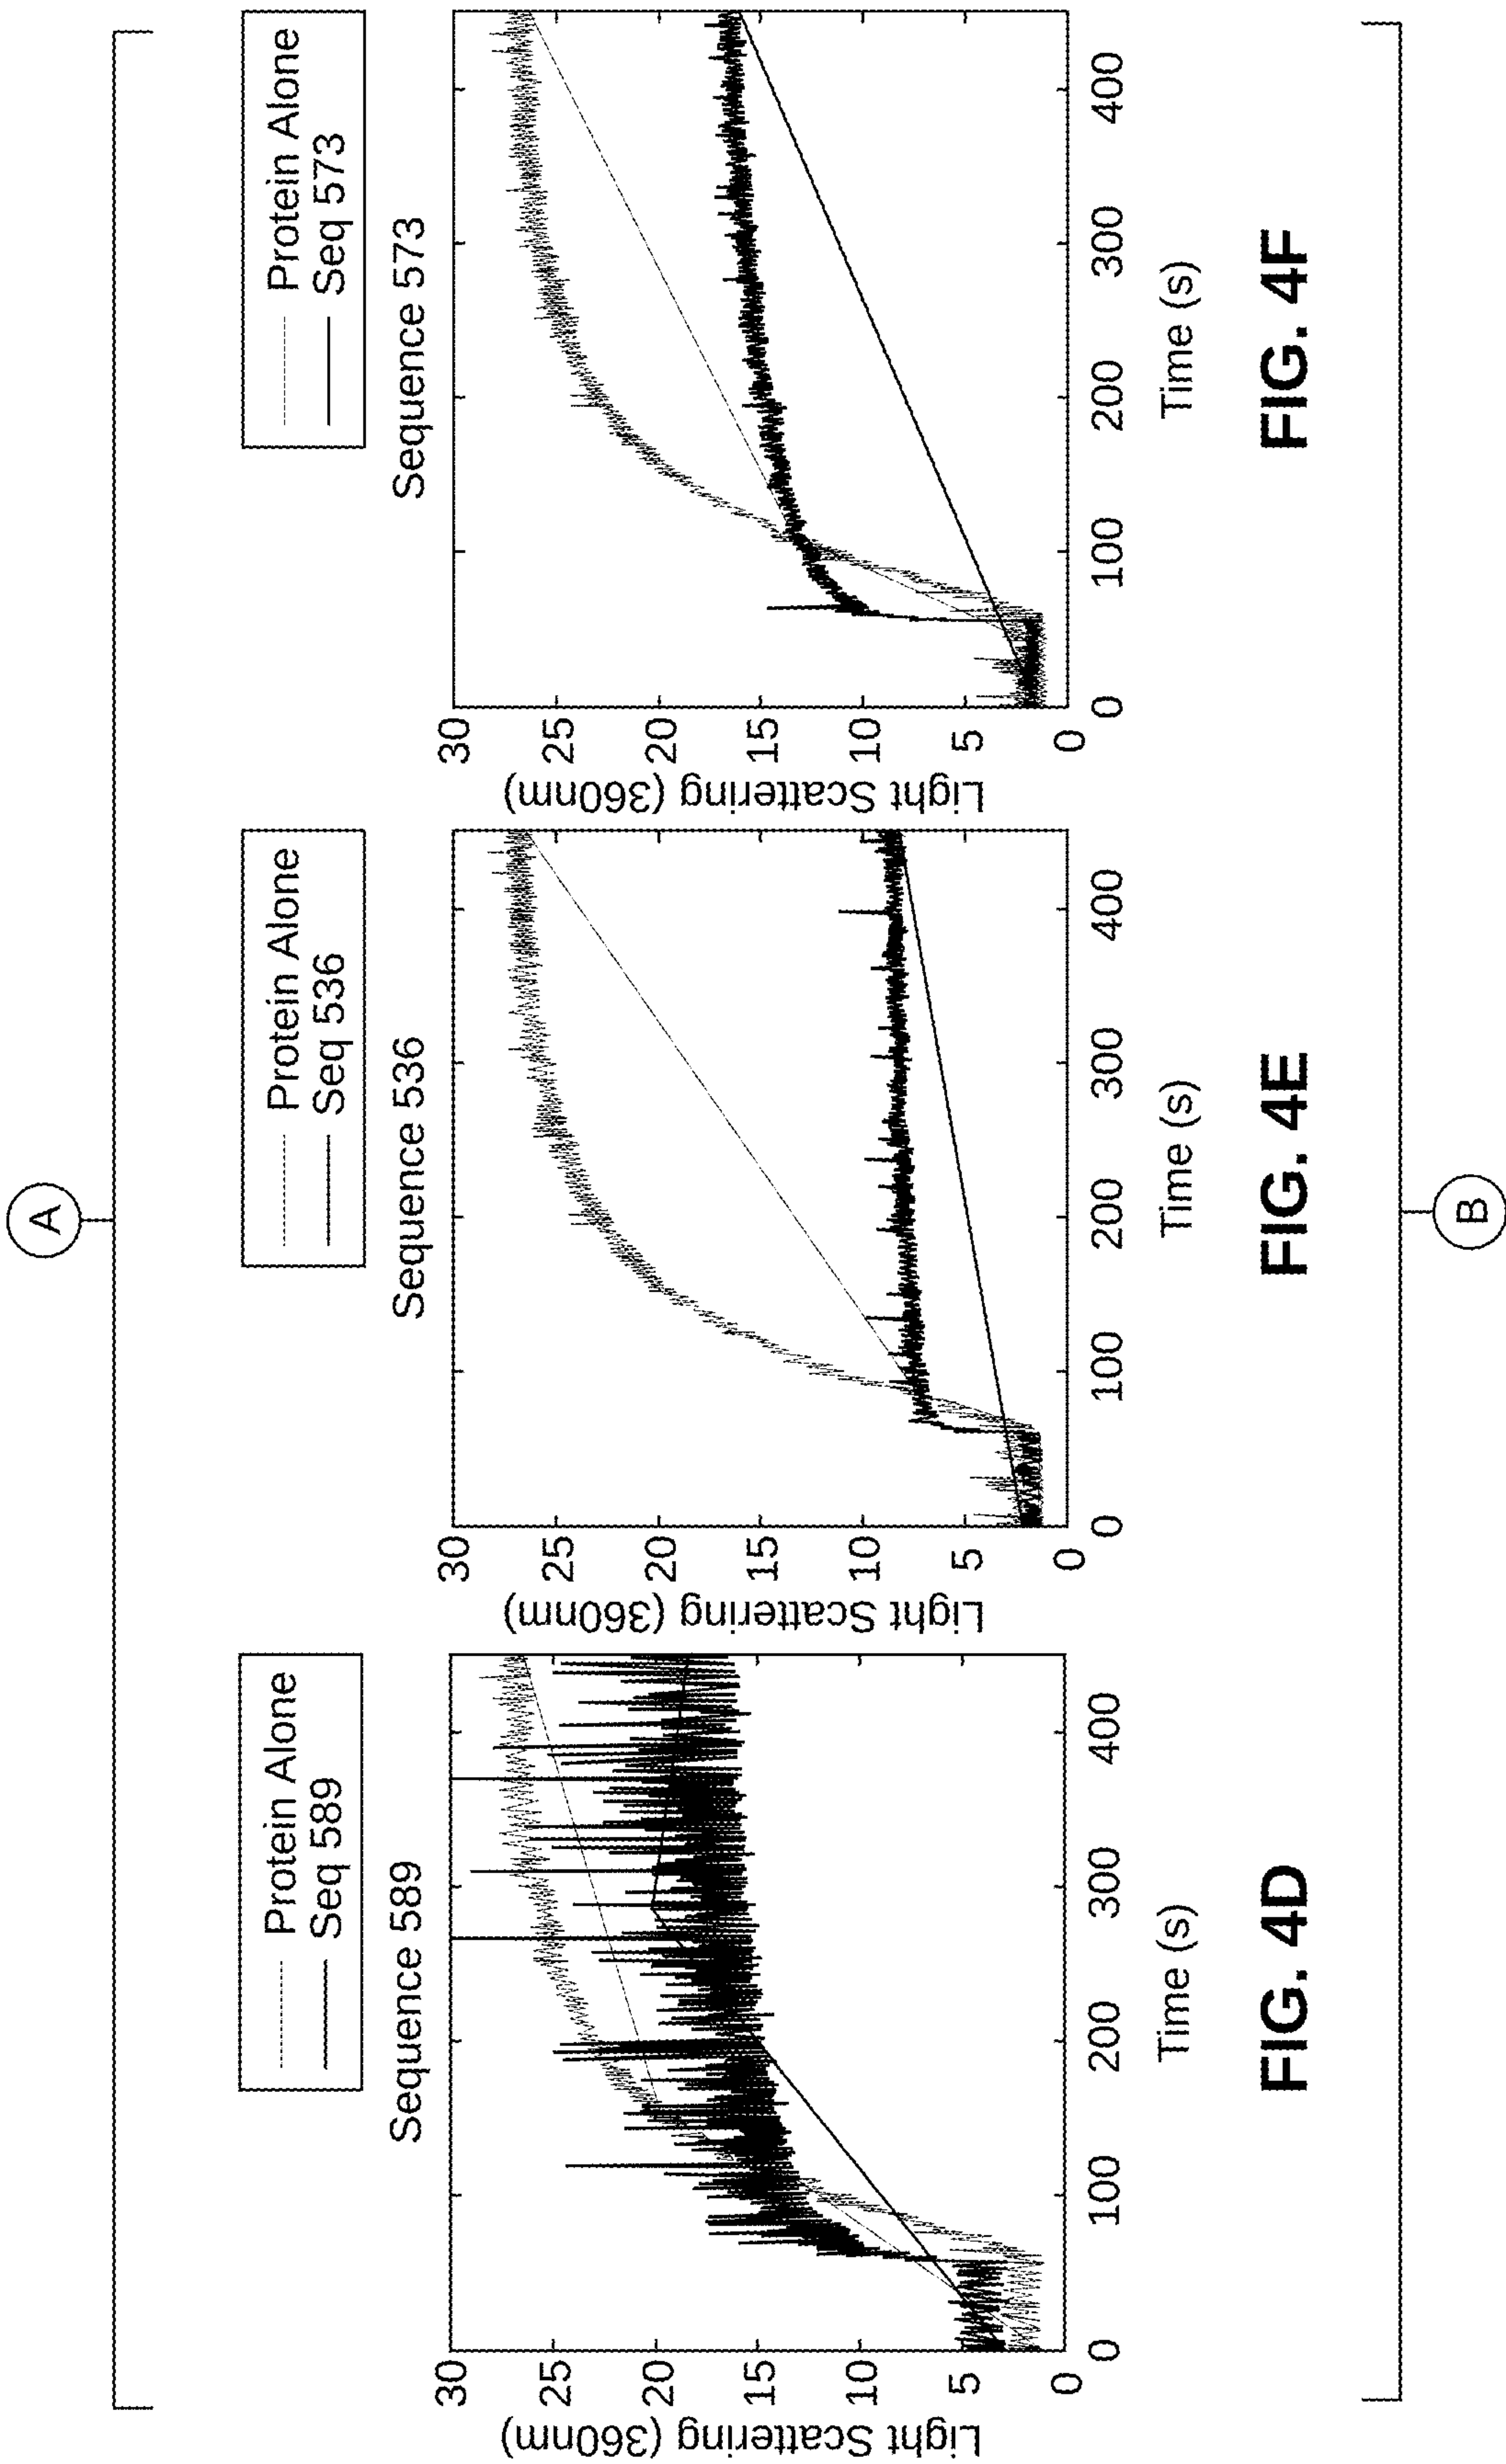 A
Protein Alone
Seq 589
Sequence 589
Light Scattering (360nm)
30
25
20
15
10
5
0
0 100 200 300 400
Time (s)
FIG. 4D
Protein Alone
Seq 536
Sequence 536
Light Scattering (360nm)
30
25
20
15
10
5
0
0 100 200 300 400
Time (s)
FIG. 4E
Protein Alone
Seq 573
Sequence 573
Light Scattering (360nm)
30
25
20
15
10
5
0
0 100 200 300 400
Time (s)
FIG. 4F
B